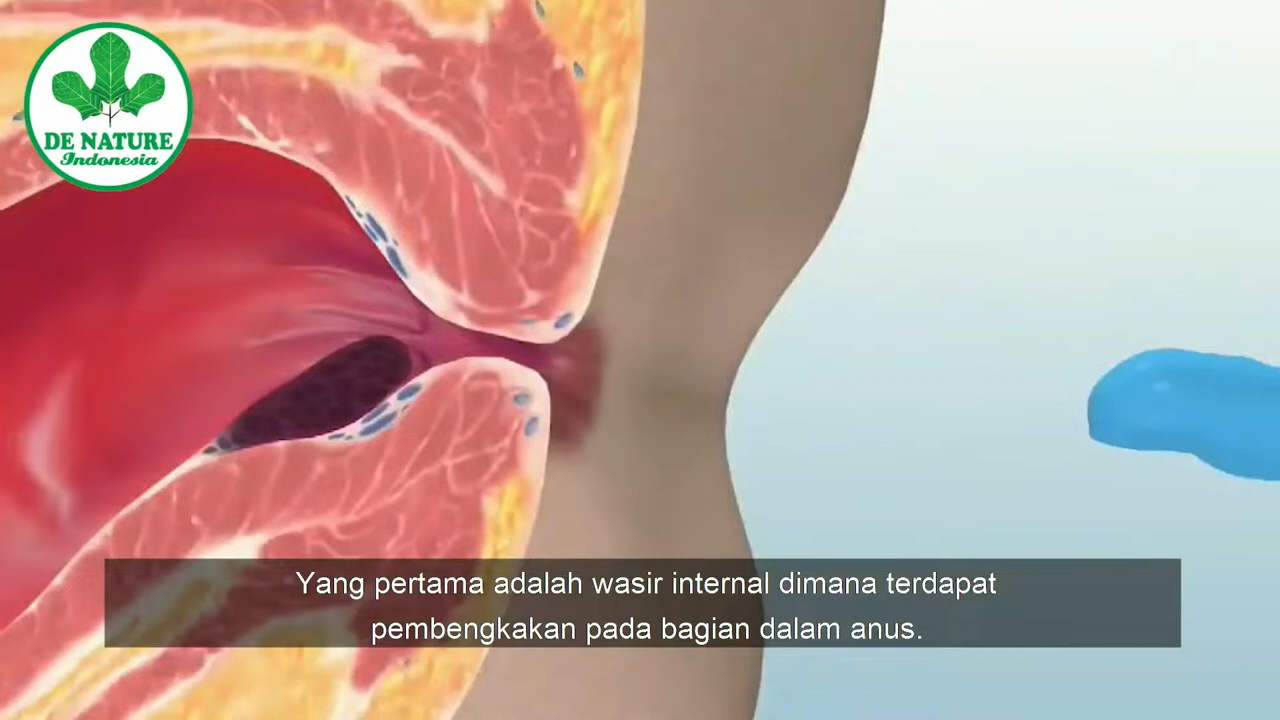 DE NATURE
Indonesia
Yang pertama adalah wasir internal dimana terdapat
pembengkakan pada bagian dalam anus.